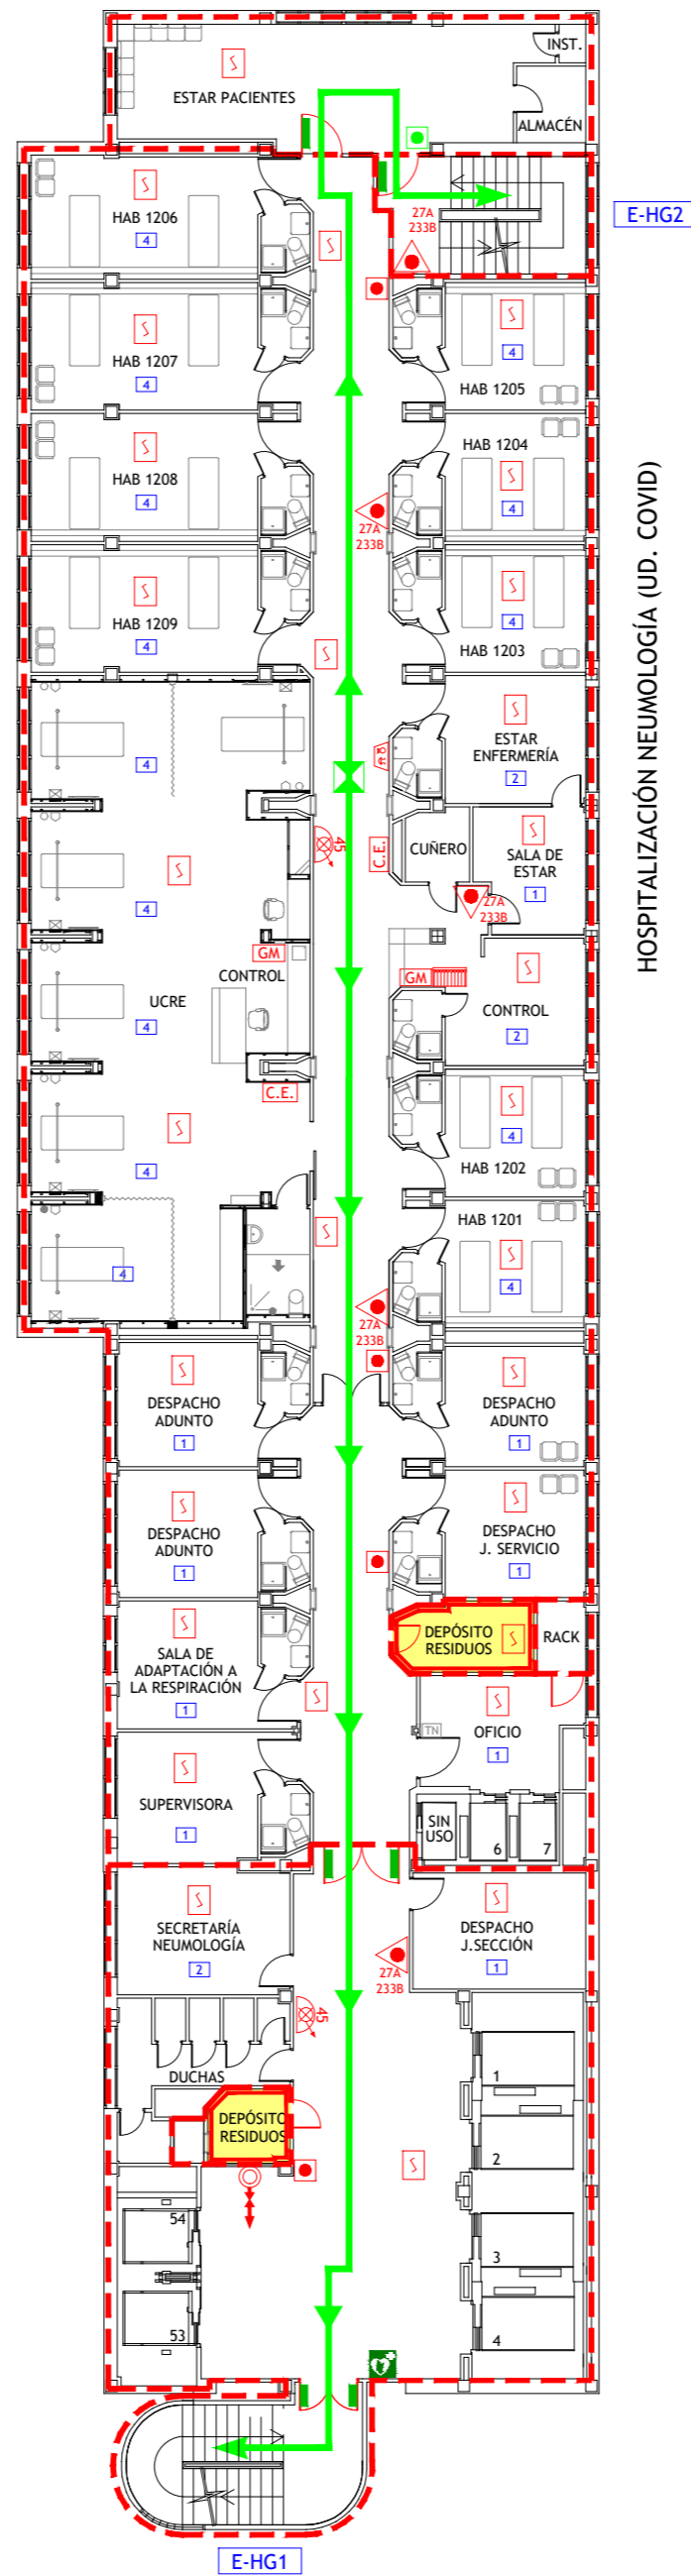 INST.
ESTAR PACIENTES
ALMACÉN
27A
233B
E-HG2
HAB 1206
4
HAB 1207
4
4
HAB 1205
HAB 1208
4
HAB 1204
4
27A
233B
HAB 1209
4
4
HAB 1203
HOSPITALIZACIÓN NEUMOLOGÍA (UD. COVID)
4
ESTAR
ENFERMERÍA
2
45
C.E.
CUÑERO
SALA DE
ESTAR
1
27A
233B
4
GM
CONTROL
UCRE
4
GM
CONTROL
2
C.E.
4
4
HAB 1202
HAB 1201
4
4
27A
233B
DESPACHO
ADUNTO
1
DESPACHO
ADUNTO
1
DESPACHO
ADUNTO
1
DESPACHO
J. SERVICIO
1
DEPÓSITO
RESIDUOS
RACK
SALA DE
ADAPTACIÓN A
LA RESPIRACIÓN
1
TN
OFICIO
1
SUPERVISORA
1
SIN
USO
6
7
SECRETARÍA
NEUMOLOGÍA
2
DESPACHO
J.SECCIÓN
1
27A
233B
45
DUCHAS
DEPÓSITO
RESIDUOS
1
2
3
4
54
53
E-HG1